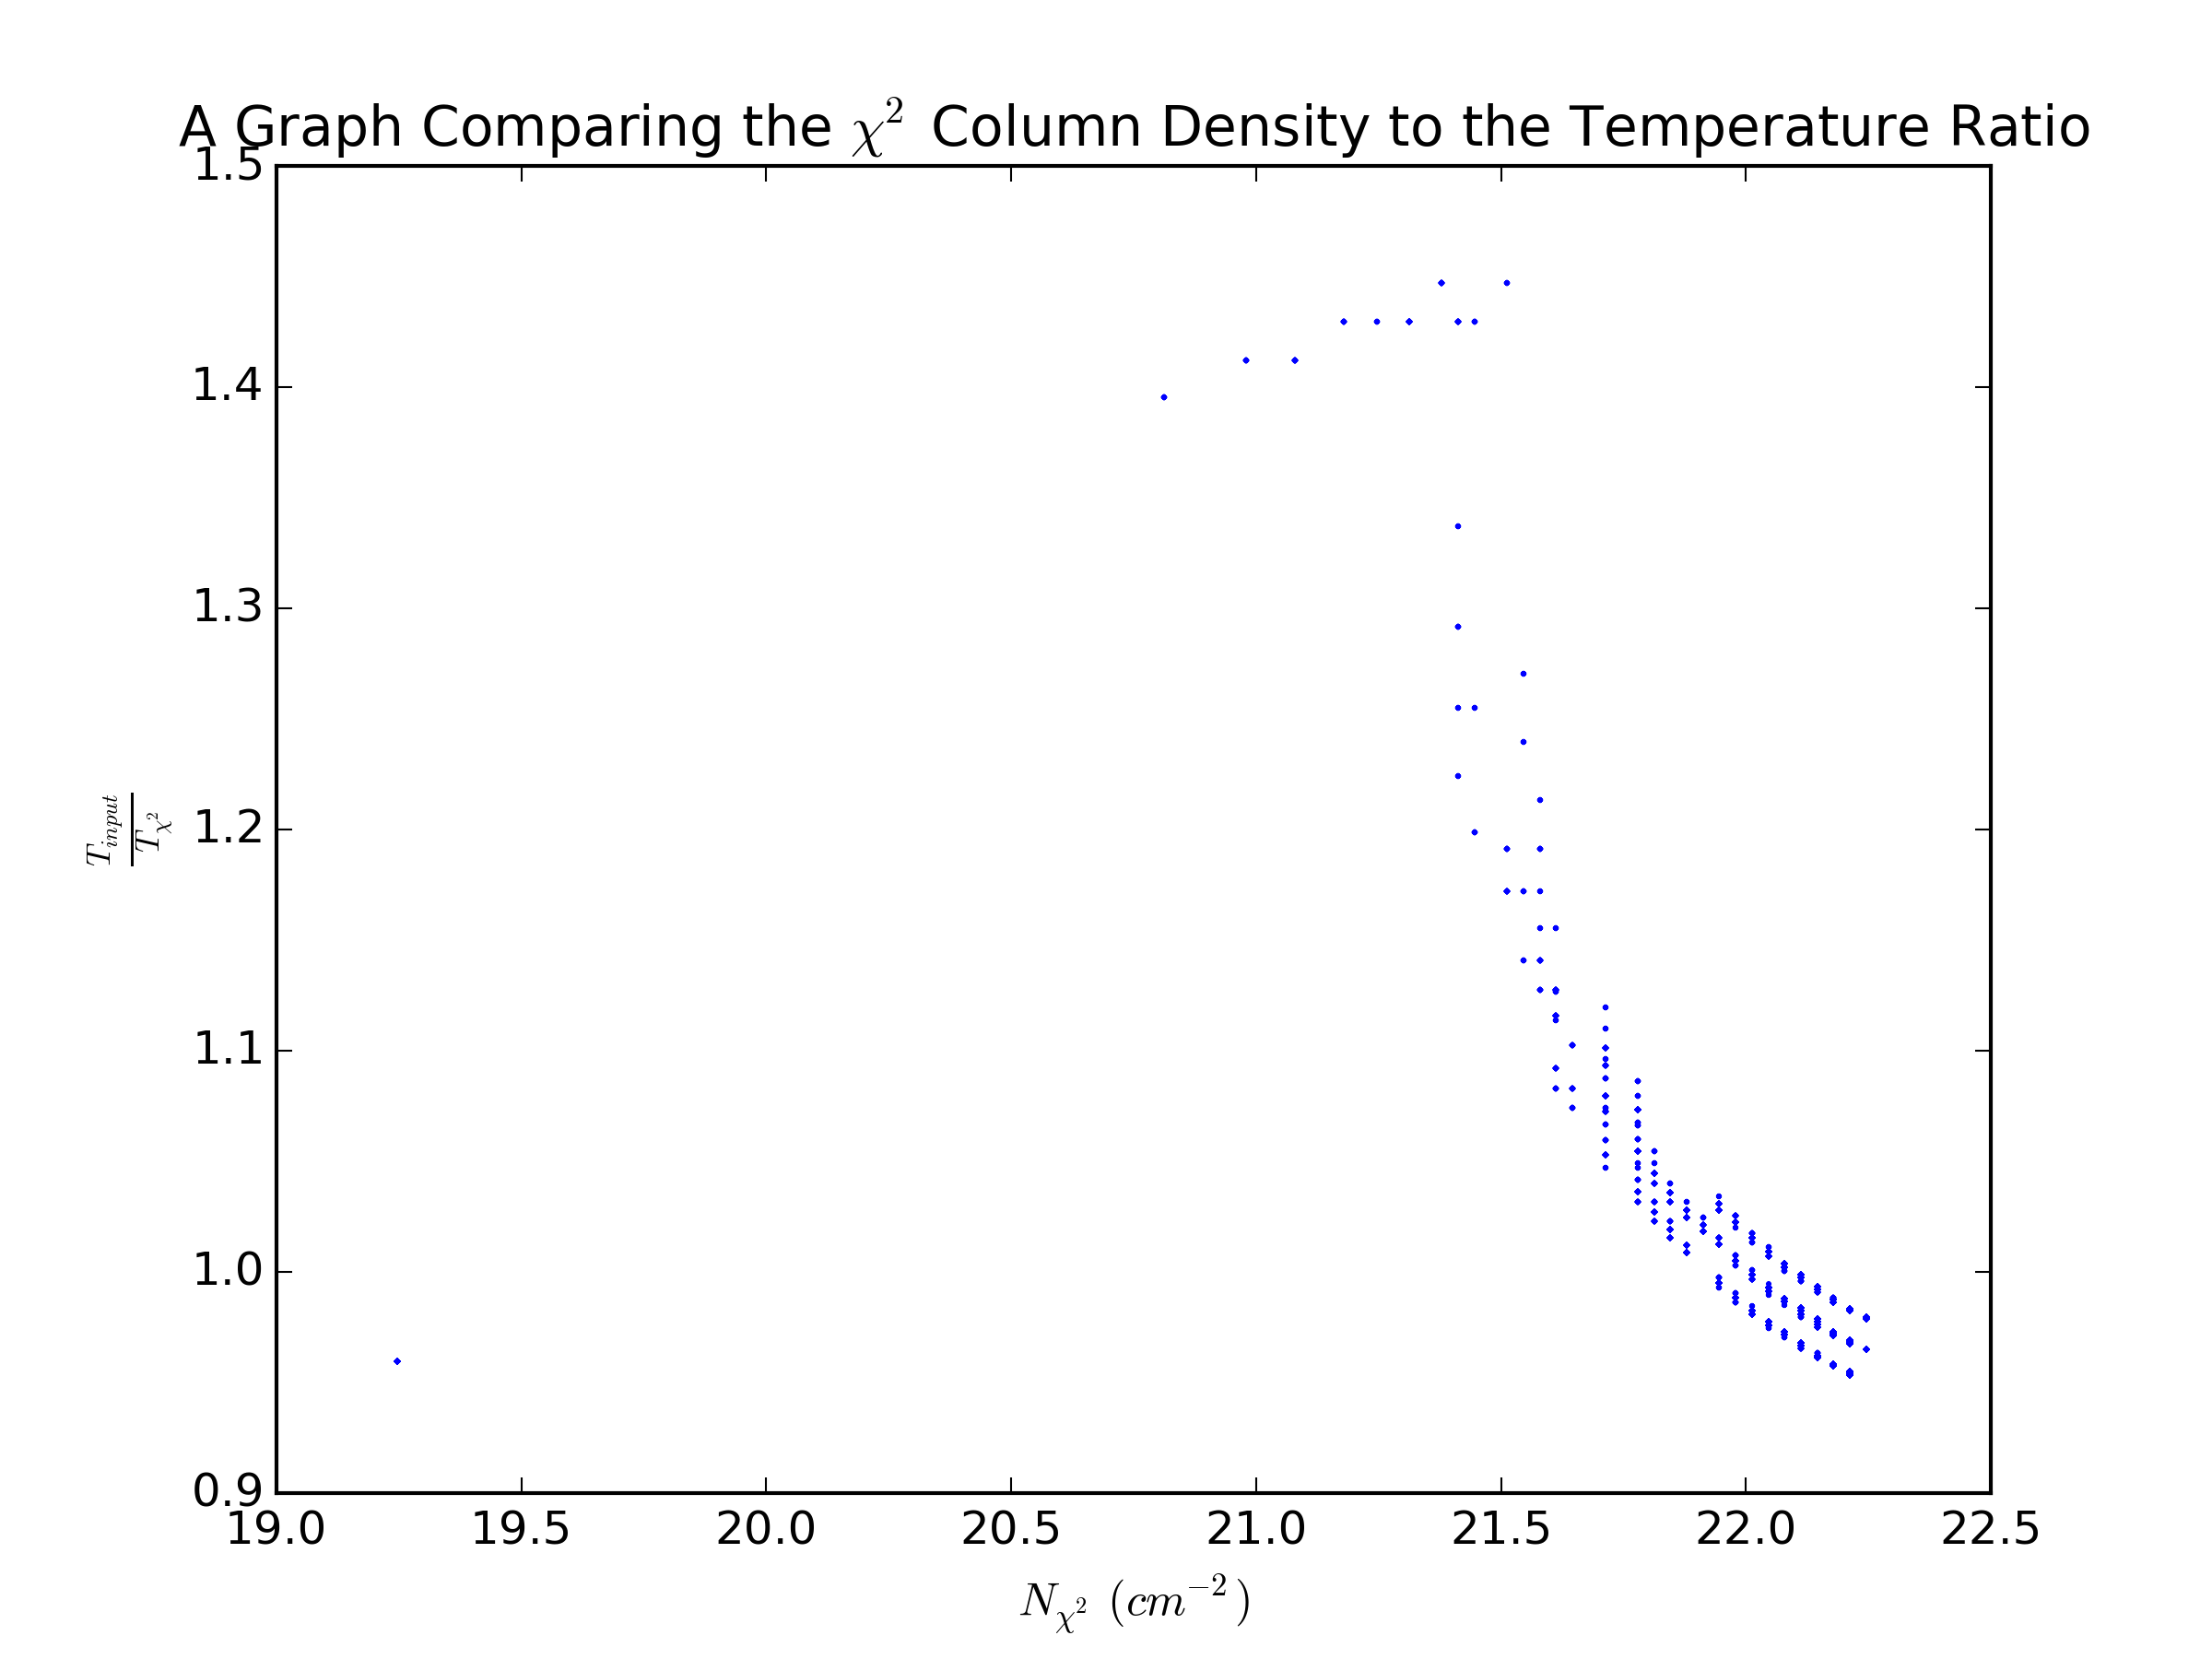 A Graph Comparing the χ² Column Density to the Temperature Ratio
1.5
1.4
1.3
1.2
1.1
1.0
0.9
T_input / T_χ²
19.0 19.5 20.0 20.5 21.0 21.5 22.0 22.5
N_χ² (cm⁻²)